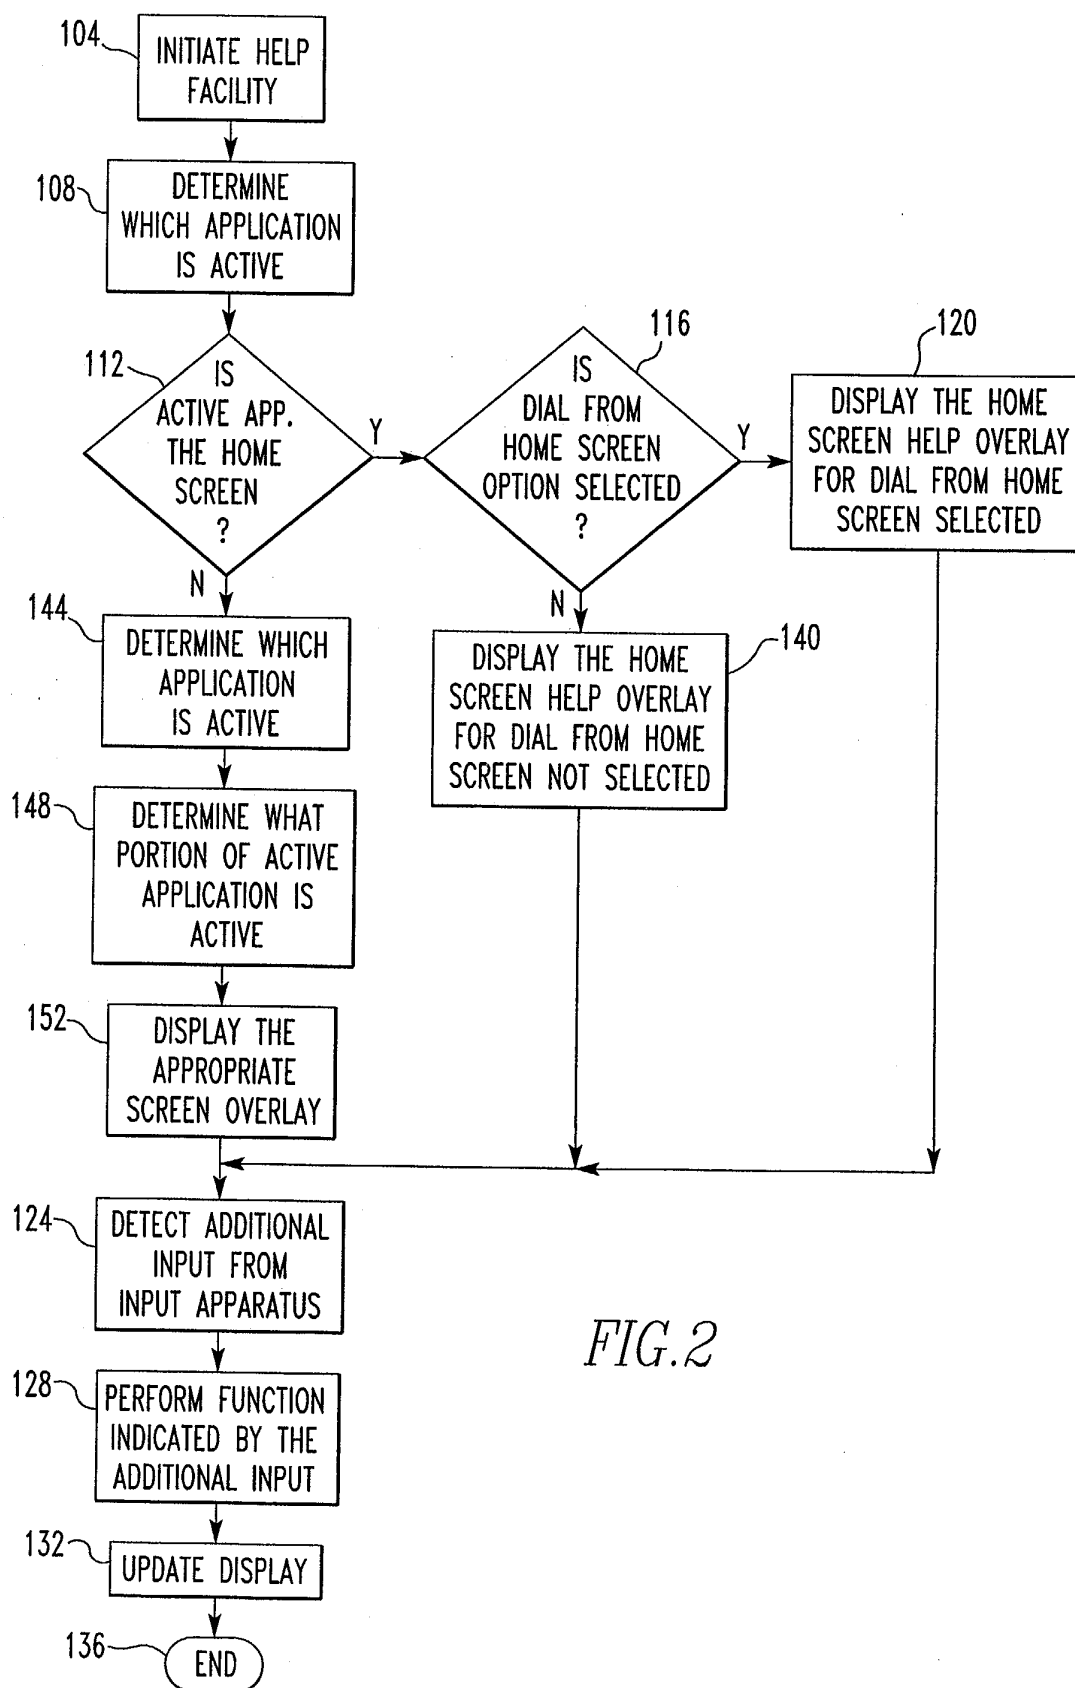 104
INITIATE HELP
FACILITY
108
DETERMINE
WHICH APPLICATION
IS ACTIVE
112
IS
ACTIVE APP.
THE HOME
SCREEN
?
Y
N
116
IS
DIAL FROM
HOME SCREEN
OPTION SELECTED
?
Y
N
120
DISPLAY THE HOME
SCREEN HELP OVERLAY
FOR DIAL FROM HOME
SCREEN SELECTED
144
DETERMINE WHICH
APPLICATION
IS ACTIVE
140
DISPLAY THE HOME
SCREEN HELP OVERLAY
FOR DIAL FROM HOME
SCREEN NOT SELECTED
148
DETERMINE WHAT
PORTION OF ACTIVE
APPLICATION IS
ACTIVE
152
DISPLAY THE
APPROPRIATE
SCREEN OVERLAY
124
DETECT ADDITIONAL
INPUT FROM
INPUT APPARATUS
128
PERFORM FUNCTION
INDICATED BY THE
ADDITIONAL INPUT
132
UPDATE DISPLAY
136
END
FIG.2